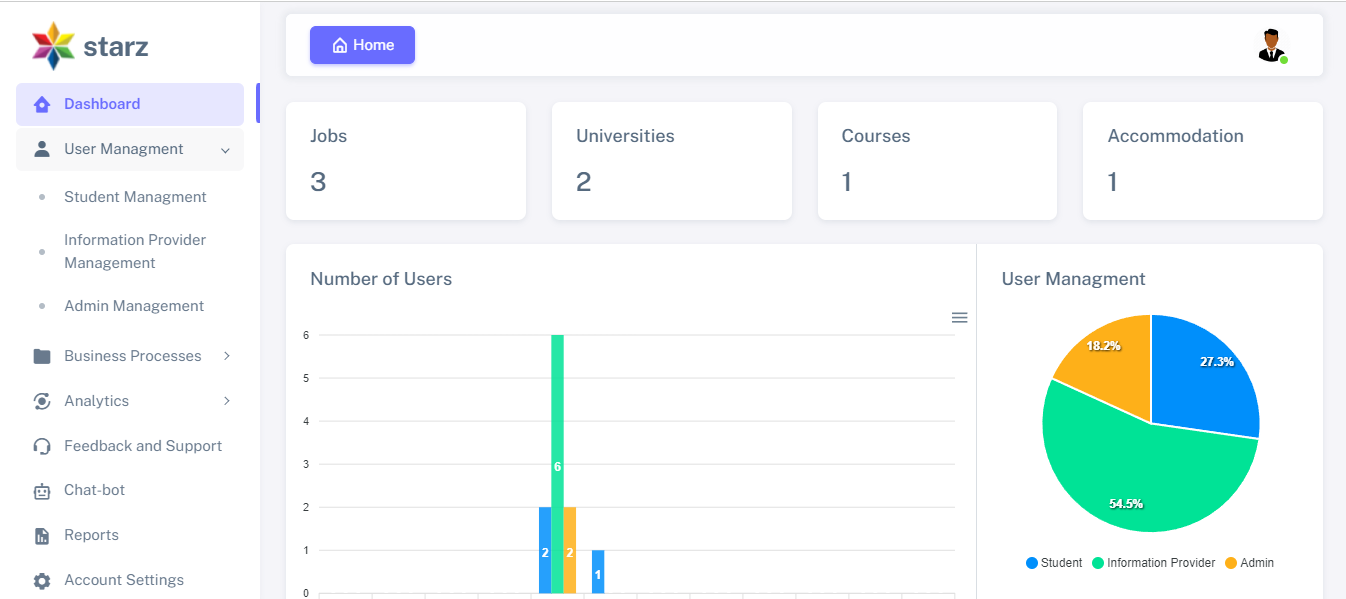 starz
Dashboard
User Managment
Student Managment
Information Provider
Management
Admin Management
Business Processes
Analytics
Feedback and Support
Chat-bot
Reports
Account Settings
Home
Jobs
3
Universities
2
Courses
1
Accommodation
1
Number of Users
6
5
4
3
2
1
0
6
2
2
1
User Managment
18.2%
27.3%
54.5%
Student
Information Provider
Admin